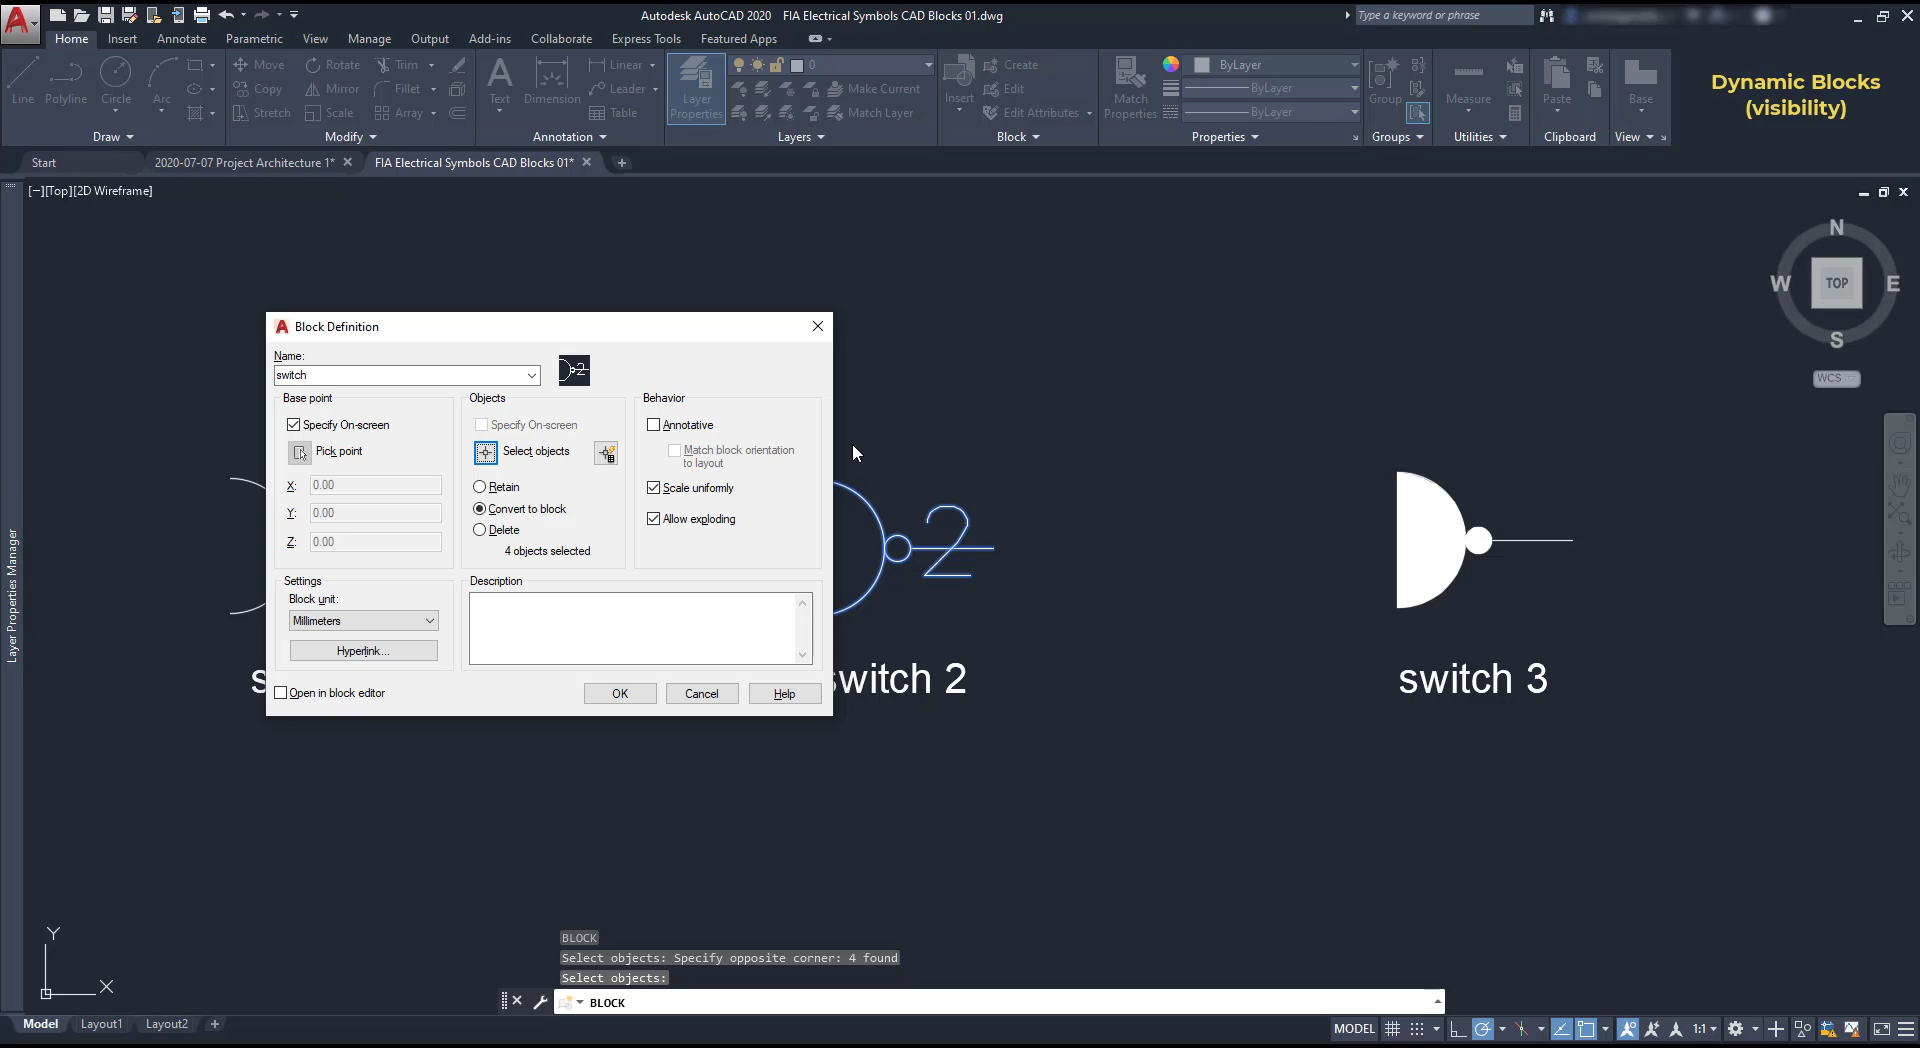 Autodesk AutoCAD 2020 FIA Electrical Symbols CAD Blocks 01.dwg
Type a keyword or phrase
Home Insert Annotate Parametric View Manage Output Add-ins Collaborate Express Tools Featured Apps
Move Rotate Trim Linear 0 Create ByLayer
Copy Mirror Fillet Leader Make Current Edit ByLayer
Line Polyline Circle Arc Text Dimension Layer Properties Insert Match Properties Group Measure Paste Base
Stretch Scale Array Table Match Layer Edit Attributes ByLayer
Draw Modify Annotation Layers Block Properties Groups Utilities Clipboard View
Dynamic Blocks
(visibility)
Start 2020-07-07 Project Architecture 1* FIA Electrical Symbols CAD Blocks 01*
[−][Top][2D Wireframe]
N
W TOP E
S
WCS
Layer Properties Manager
Block Definition
Name:
switch
2
Base point Objects Behavior
Specify On-screen Specify On-screen Annotative
Pick point Select objects Match block orientation
to layout
X: 0.00 Retain Scale uniformly
Y: 0.00 Convert to block Allow exploding
Z: 0.00 Delete
4 objects selected
Settings Description
Block unit:
Millimeters
Hyperlink...
Open in block editor OK Cancel Help
2
s
switch 2
switch 3
Y
X
BLOCK
Select objects: Specify opposite corner: 4 found
Select objects:
BLOCK
Model Layout1 Layout2 +
MODEL 1:1